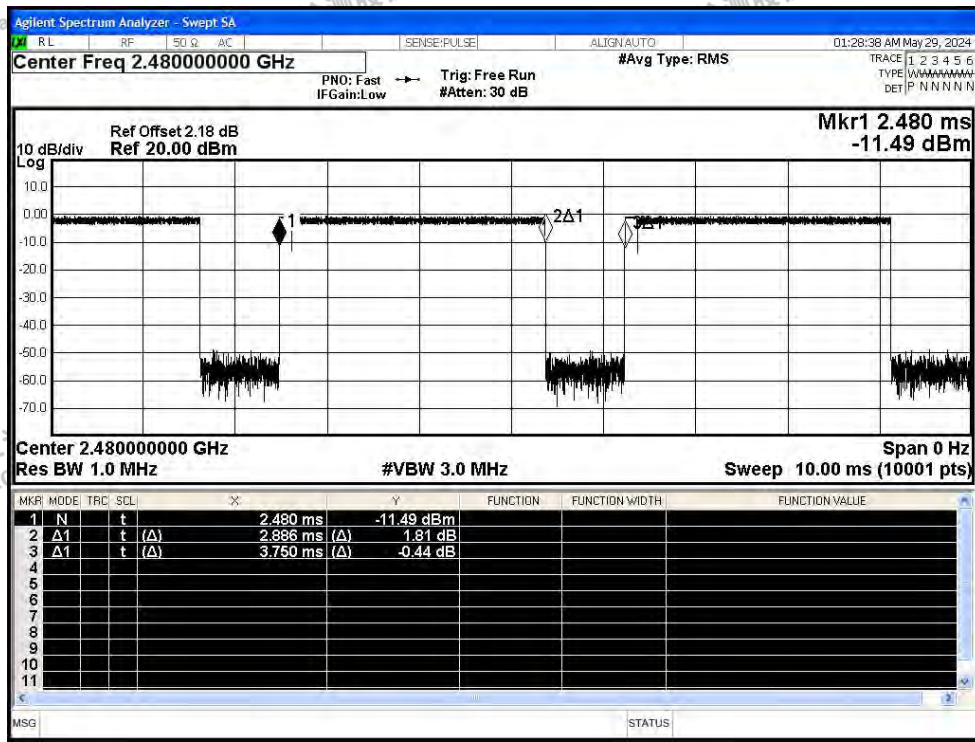 Agilent Spectrum Analyzer - Swept SA
LXI RL RF 50 Ω AC SENSE:PULSE ALIGN AUTO 01:28:38 AM May 29, 2024
Center Freq 2.480000000 GHz #Avg Type: RMS TRACE 1 2 3 4 5 6
PNO: Fast Trig: Free Run TYPE WWWWWW
IFGain:Low #Atten: 30 dB DET P N N N N N
Mkr1 2.480 ms
Ref Offset 2.18 dB
10 dB/div Ref 20.00 dBm -11.49 dBm
Log
10.0
0.00
1 2Δ1 3Δ1
-10.0
-20.0
-30.0
-40.0
-50.0
-60.0
-70.0
Center 2.480000000 GHz Span 0 Hz
Res BW 1.0 MHz #VBW 3.0 MHz Sweep 10.00 ms (10001 pts)
MKR MODE TRC SCL X Y FUNCTION FUNCTION WIDTH FUNCTION VALUE
1 N t 2.480 ms -11.49 dBm
2 Δ1 t (Δ) 2.886 ms (Δ) 1.81 dB
3 Δ1 t (Δ) 3.750 ms (Δ) -0.44 dB
4
5
6
7
8
9
10
11
MSG STATUS